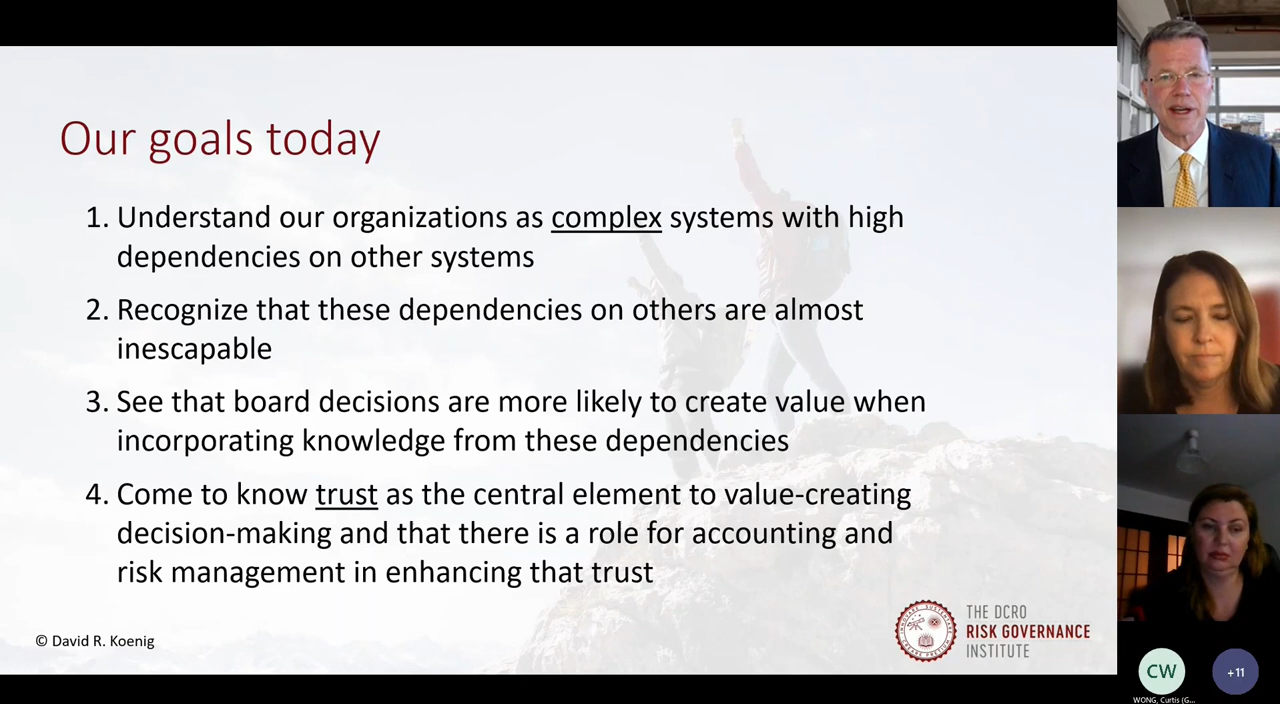 Our goals today
1. Understand our organizations as complex systems with high
dependencies on other systems
2. Recognize that these dependencies on others are almost
inescapable
3. See that board decisions are more likely to create value when
incorporating knowledge from these dependencies
4. Come to know trust as the central element to value-creating
decision-making and that there is a role for accounting and
risk management in enhancing that trust
© David R. Koenig
THE DCRO
RISK GOVERNANCE
INSTITUTE
CW
+11
WONG, Curtis (G...